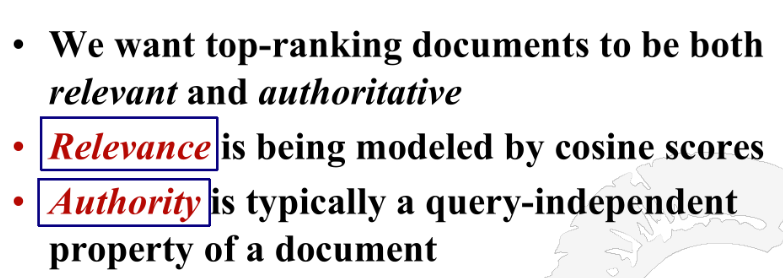 • We want top-ranking documents to be both
relevant and authoritative
• Relevance is being modeled by cosine scores
• Authority is typically a query-independent
property of a document